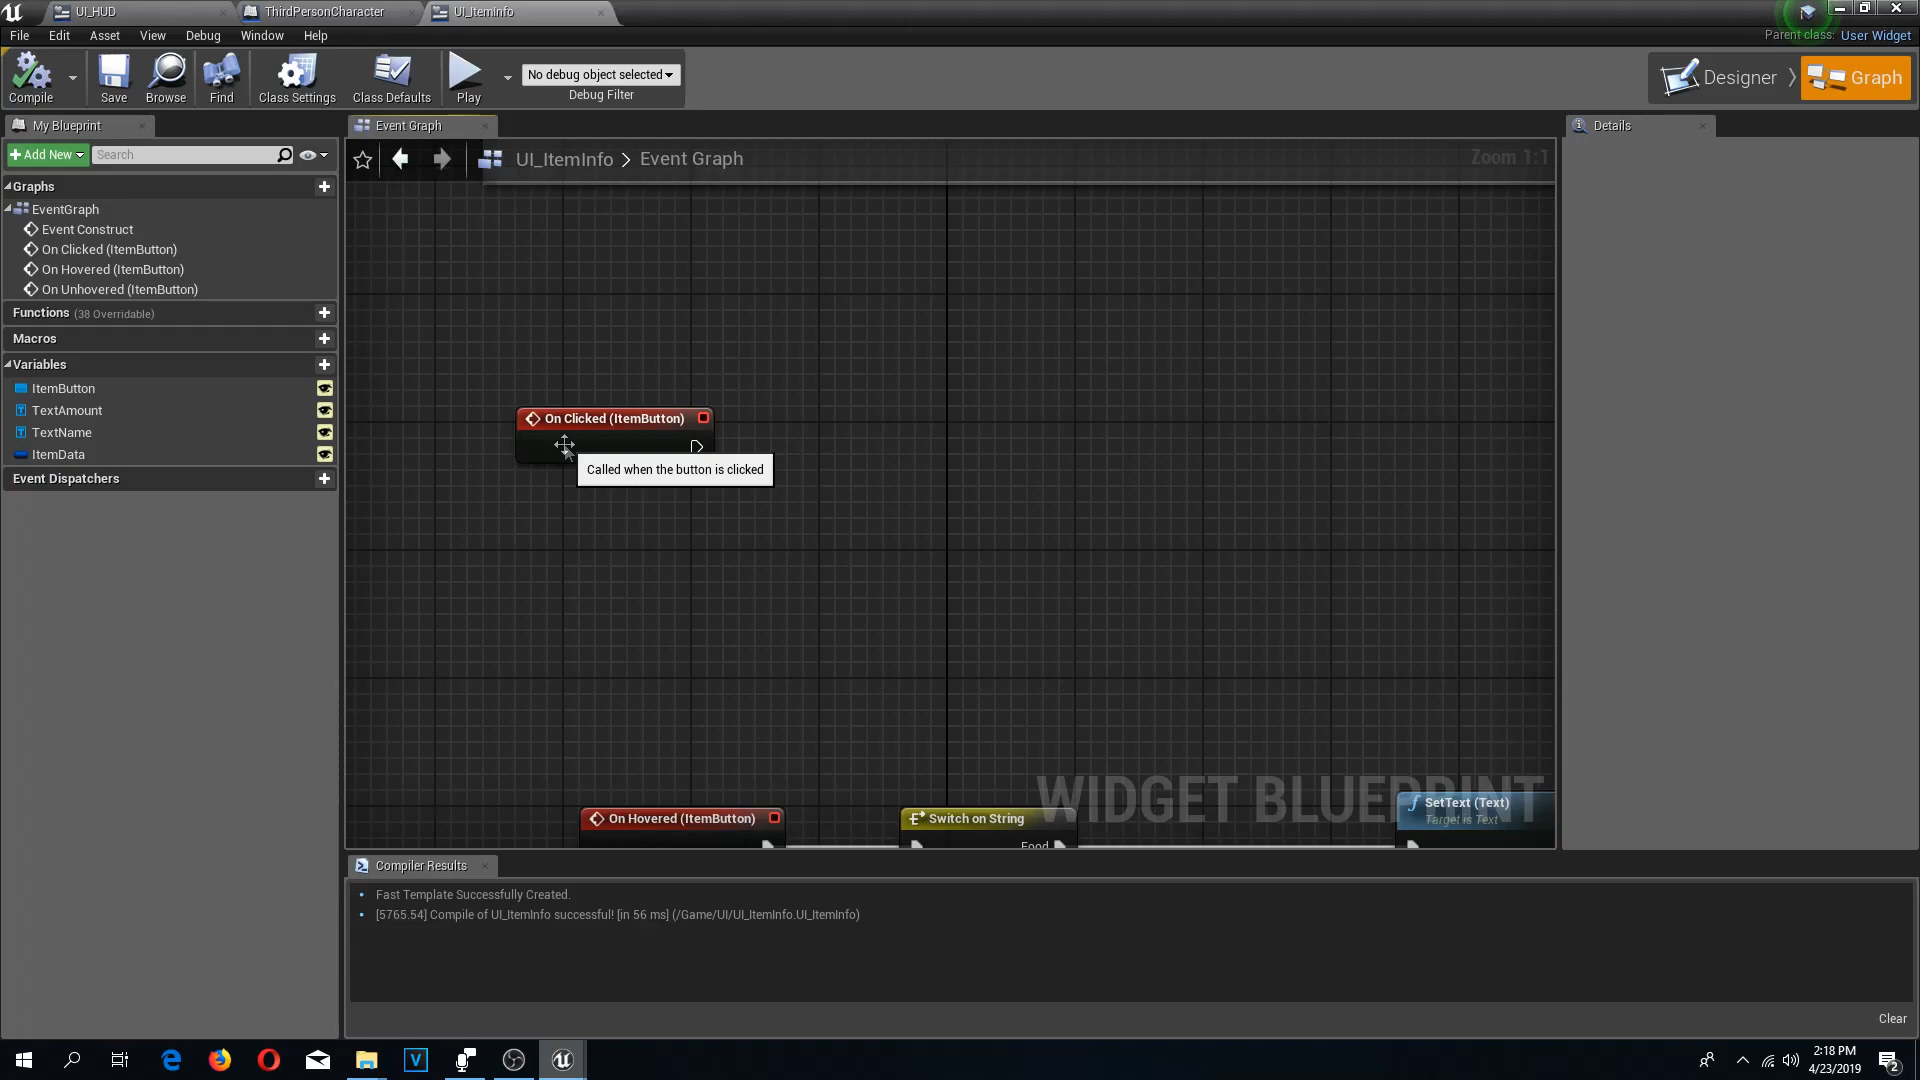 UI_HUD
ThirdPersonCharacter
UI_ItemInfo
File Edit Asset View Debug Window Help
Parent class: User Widget
Compile
Save
Browse
Find
Class Settings
Class Defaults
Play
No debug object selected
Debug Filter
Designer
Graph
My Blueprint
Event Graph
Details
Add New
Search
UI_ItemInfo > Event Graph
Zoom 1:1
Graphs
EventGraph
Event Construct
On Clicked (ItemButton)
On Hovered (ItemButton)
On Unhovered (ItemButton)
Functions (38 Overridable)
Macros
Variables
ItemButton
TextAmount
TextName
ItemData
Event Dispatchers
On Clicked (ItemButton)
Called when the button is clicked
WIDGET BLUEPRINT
On Hovered (ItemButton)
Switch on String
Food
SetText (Text)
Target is Text
Compiler Results
Fast Template Successfully Created.
[5765.54] Compile of UI_ItemInfo successful! [in 56 ms] (/Game/UI/UI_ItemInfo.UI_ItemInfo)
Clear
2:18 PM
4/23/2019
2